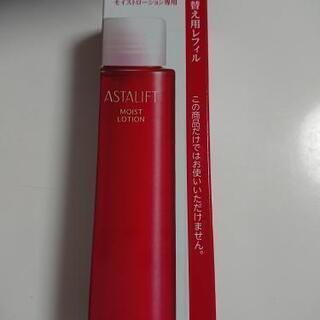 モイストローション専用
ASTALIFT
MOIST
LOTION
替え用レフィル
この商品だけではお使いいただけません。